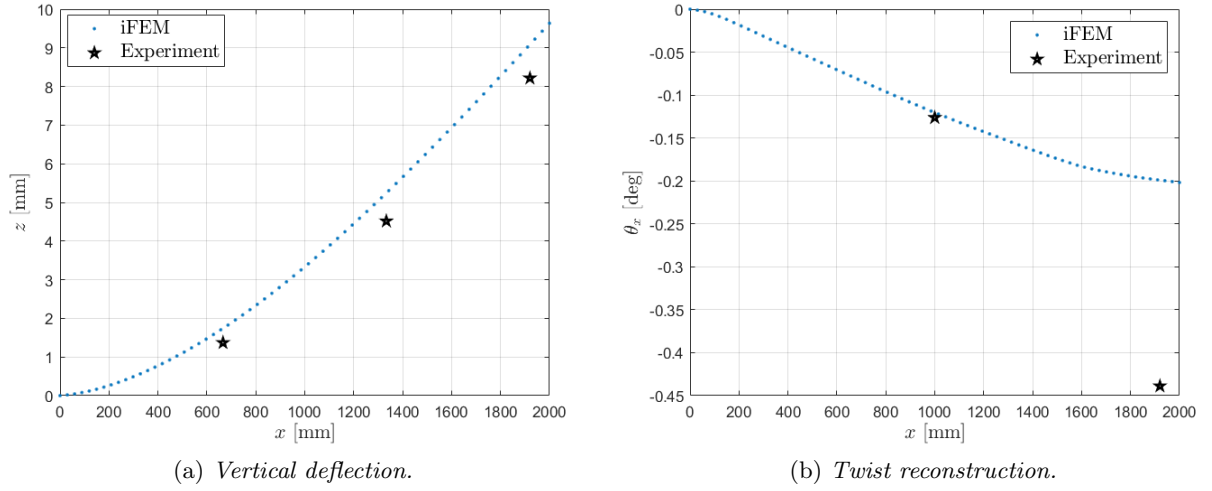 10
9
8
7
6
5
4
3
2
1
0
z [mm]
iFEM
Experiment
0 200 400 600 800 1000 1200 1400 1600 1800 2000
x [mm]
(a) Vertical deflection.
0
-0.05
-0.1
-0.15
-0.2
-0.25
-0.3
-0.35
-0.4
-0.45
θx [deg]
iFEM
Experiment
0 200 400 600 800 1000 1200 1400 1600 1800 2000
x [mm]
(b) Twist reconstruction.